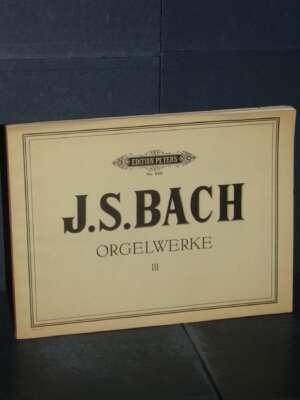 EDITION PETERS
J.S.BACH
ORGELWERKE
III